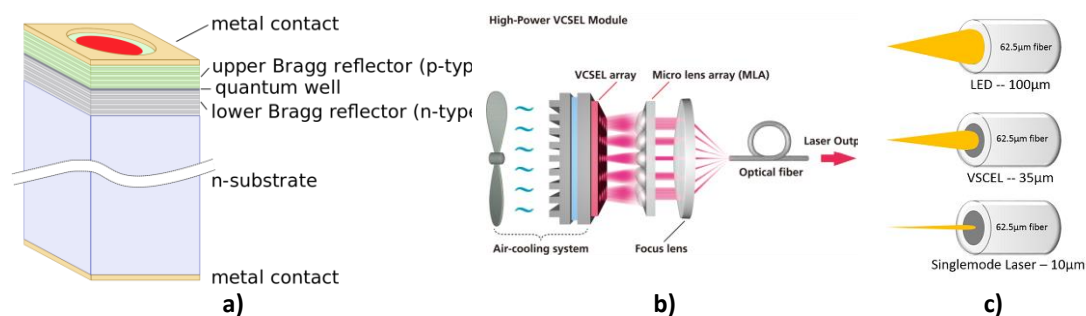 metal contact
upper Bragg reflector (p-typ
quantum well
lower Bragg reflector (n-type
n-substrate
metal contact
a)
High-Power VCSEL Module
VCSEL array
Micro lens array (MLA)
Laser Outp
Optical fiber
Air-cooling system
Focus lens
b)
62.5µm fiber
LED -- 100µm
62.5µm fiber
VSCEL -- 35µm
62.5µm fiber
Singlemode Laser – 10µm
c)